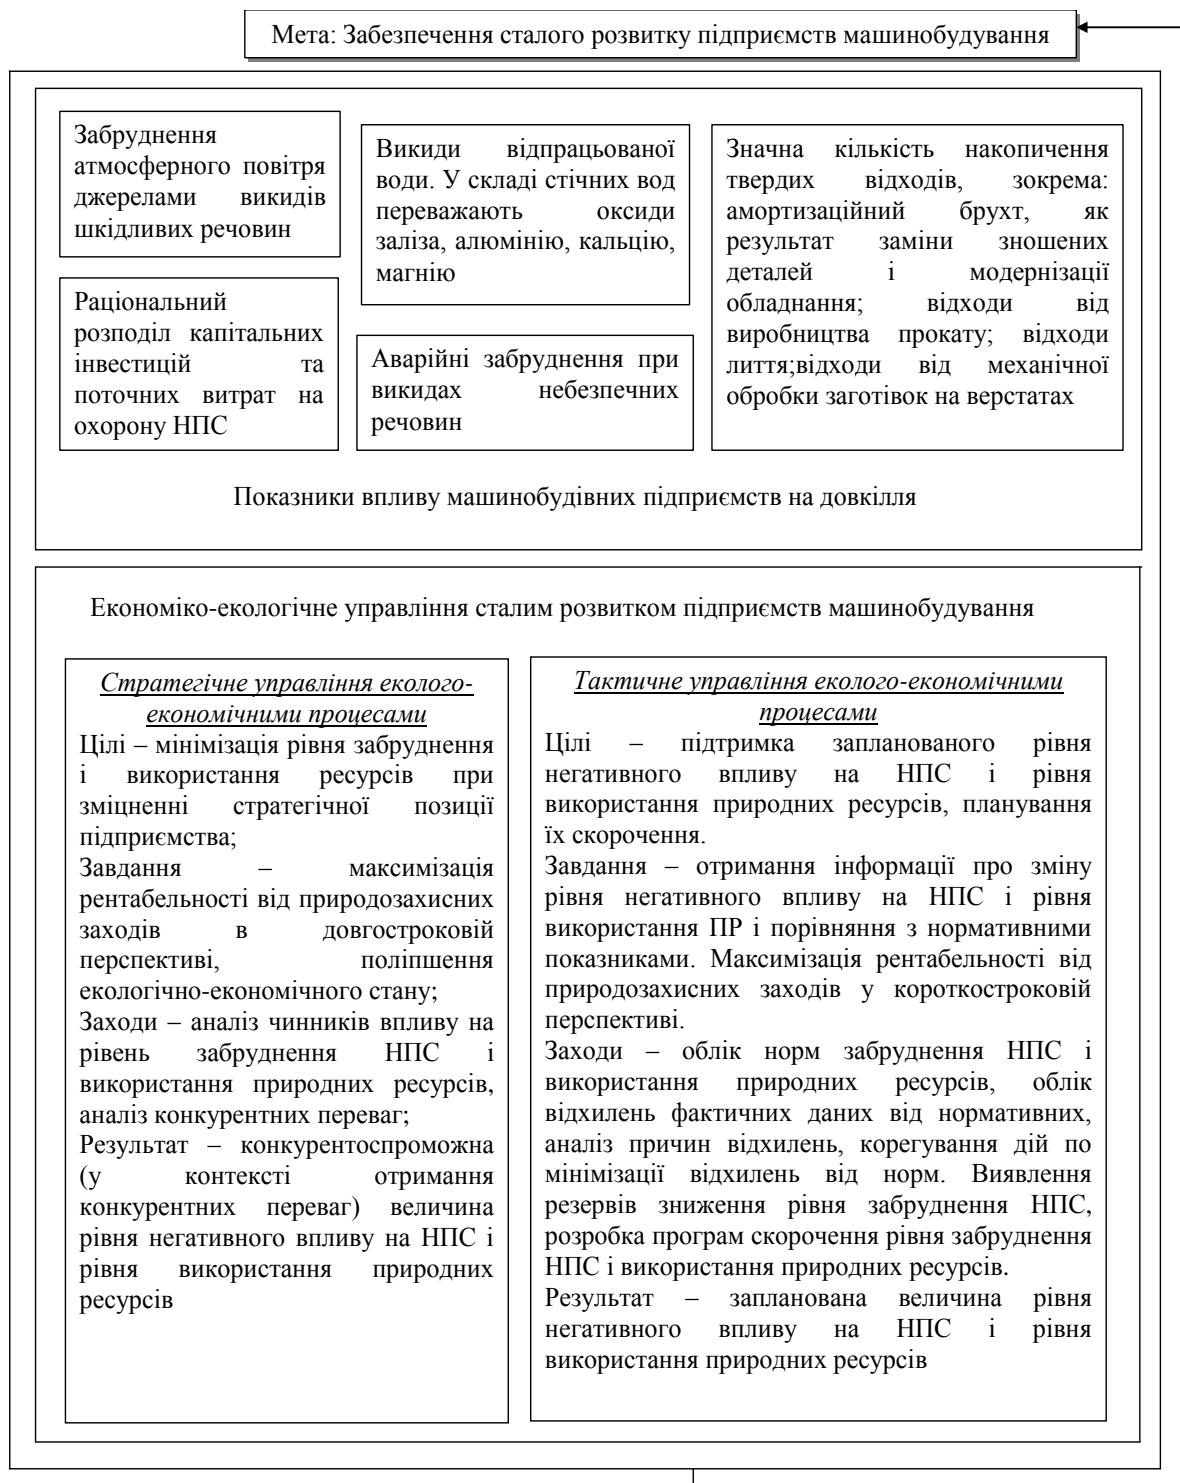 Мета: Забезпечення сталого розвитку підприємств машинобудування
Забруднення
атмосферного повітря
джерелами викидів
шкідливих речовин
Викиди відпрацьованої
води. У складі стічних вод
переважають оксиди
заліза, алюмінію, кальцію,
магнію
Значна кількість накопичення
твердих відходів, зокрема:
амортизаційний брухт, як
результат заміни зношених
деталей і модернізації
обладнання; відходи від
виробництва прокату; відходи
лиття;відходи від механічної
обробки заготівок на верстатах
Раціональний
розподіл капітальних
інвестицій та
поточних витрат на
охорону НПС
Аварійні забруднення при
викидах небезпечних
речовин
Показники впливу машинобудівних підприємств на довкілля
Економіко-екологічне управління сталим розвитком підприємств машинобудування
Стратегічне управління еколого-
економічними процесами
Цілі – мінімізація рівня забруднення
і використання ресурсів при
зміцненні стратегічної позиції
підприємства;
Завдання – максимізація
рентабельності від природозахисних
заходів в довгостроковій
перспективі, поліпшення
екологічно-економічного стану;
Заходи – аналіз чинників впливу на
рівень забруднення НПС і
використання природних ресурсів,
аналіз конкурентних переваг;
Результат – конкурентоспроможна
(у контексті отримання
конкурентних переваг) величина
рівня негативного впливу на НПС і
рівня використання природних
ресурсів
Тактичне управління еколого-економічними
процесами
Цілі – підтримка запланованого рівня
негативного впливу на НПС і рівня
використання природних ресурсів, планування
їх скорочення.
Завдання – отримання інформації про зміну
рівня негативного впливу на НПС і рівня
використання ПР і порівняння з нормативними
показниками. Максимізація рентабельності від
природозахисних заходів у короткостроковій
перспективі.
Заходи – облік норм забруднення НПС і
використання природних ресурсів, облік
відхилень фактичних даних від нормативних,
аналіз причин відхилень, корегування дій по
мінімізації відхилень від норм. Виявлення
резервів зниження рівня забруднення НПС,
розробка програм скорочення рівня забруднення
НПС і використання природних ресурсів.
Результат – запланована величина рівня
негативного впливу на НПС і рівня
використання природних ресурсів